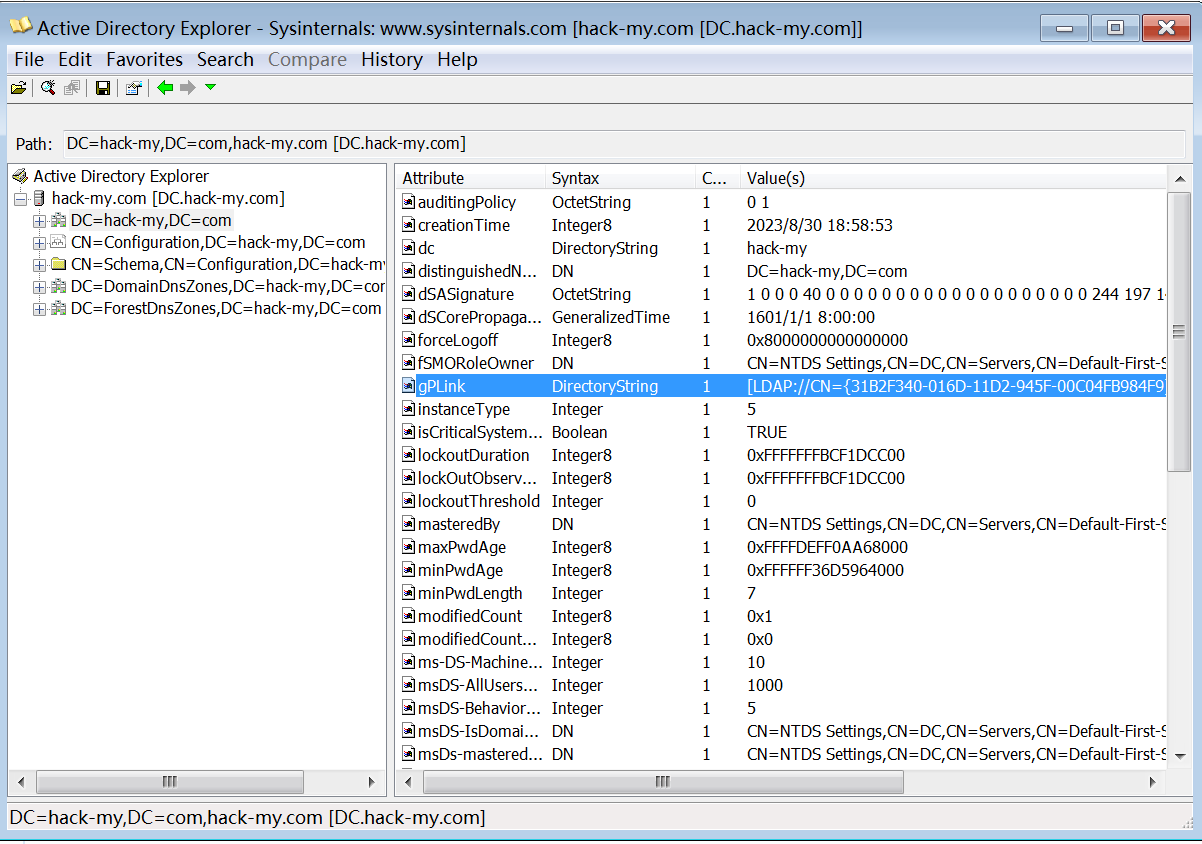 Active Directory Explorer - Sysinternals: www.sysinternals.com [hack-my.com [DC.hack-my.com]]
File Edit Favorites Search Compare History Help
Path: DC=hack-my,DC=com,hack-my.com [DC.hack-my.com]
Active Directory Explorer
hack-my.com [DC.hack-my.com]
DC=hack-my,DC=com
CN=Configuration,DC=hack-my,DC=com
CN=Schema,CN=Configuration,DC=hack-my
DC=DomainDnsZones,DC=hack-my,DC=cor
DC=ForestDnsZones,DC=hack-my,DC=com
Attribute Syntax C... Value(s)
auditingPolicy OctetString 1 0 1
creationTime Integer8 1 2023/8/30 18:58:53
dc DirectoryString 1 hack-my
distinguishedN... DN 1 DC=hack-my,DC=com
dSASignature OctetString 1 1 0 0 0 40 0 0 0 0 0 0 0 0 0 0 0 0 0 0 0 0 0 0 0 244 197 1
dSCorePropaga... GeneralizedTime 1 1601/1/1 8:00:00
forceLogoff Integer8 1 0x8000000000000000
fSMORoleOwner DN 1 CN=NTDS Settings,CN=DC,CN=Servers,CN=Default-First-S
gPLink DirectoryString 1 [LDAP://CN={31B2F340-016D-11D2-945F-00C04FB984F9}
instanceType Integer 1 5
isCriticalSystem... Boolean 1 TRUE
lockoutDuration Integer8 1 0xFFFFFFFBCF1DCC00
lockOutObserv... Integer8 1 0xFFFFFFFBCF1DCC00
lockoutThreshold Integer 1 0
masteredBy DN 1 CN=NTDS Settings,CN=DC,CN=Servers,CN=Default-First-S
maxPwdAge Integer8 1 0xFFFFDEFF0AA68000
minPwdAge Integer8 1 0xFFFFFF36D5964000
minPwdLength Integer 1 7
modifiedCount Integer8 1 0x1
modifiedCount... Integer8 1 0x0
ms-DS-Machine... Integer 1 10
msDS-AllUsers... Integer 1 1000
msDS-Behavior... Integer 1 5
msDS-IsDomai... DN 1 CN=NTDS Settings,CN=DC,CN=Servers,CN=Default-First-S
msDs-mastered... DN 1 CN=NTDS Settings,CN=DC,CN=Servers,CN=Default-First-S
DC=hack-my,DC=com,hack-my.com [DC.hack-my.com]